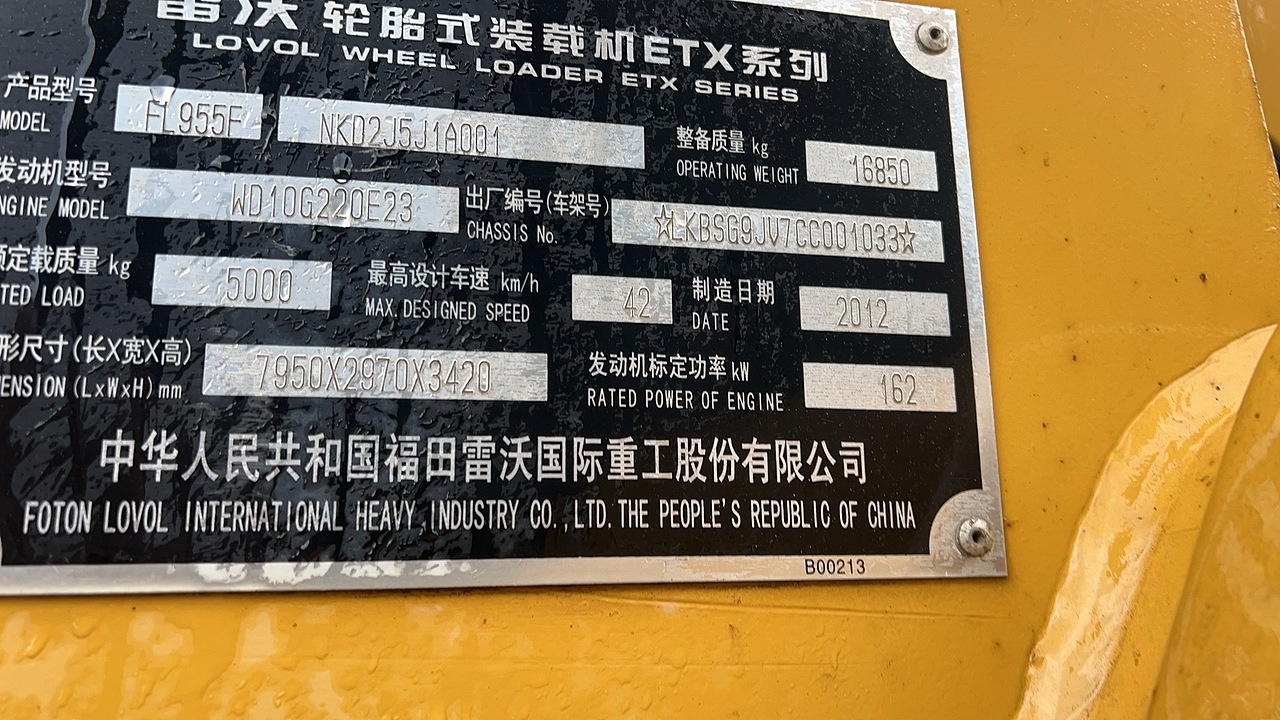 雷沃 轮胎式装载机ETX系列
LOVOL WHEEL LOADER ETX SERIES
产品型号 MODEL FL955F NKD2J5J1A001 整备质量 kg OPERATING WEIGHT 16850
发动机型号 ENGINE MODEL WD10G220E23 出厂编号(车架号) CHASSIS No. ☆LKBSG9JV7CC001033☆
额定载质量 kg TED LOAD 5000 最高设计车速 km/h MAX.DESIGNED SPEED 42 制造日期 DATE 2012
形尺寸(长X宽X高) ENSION (LxWxH) mm 7950X2970X3420 发动机标定功率 kW RATED POWER OF ENGINE 162
中华人民共和国福田雷沃国际重工股份有限公司
FOTON LOVOL INTERNATIONAL HEAVY INDUSTRY CO.,LTD.THE PEOPLE'S REPUBLIC OF CHINA
B00213